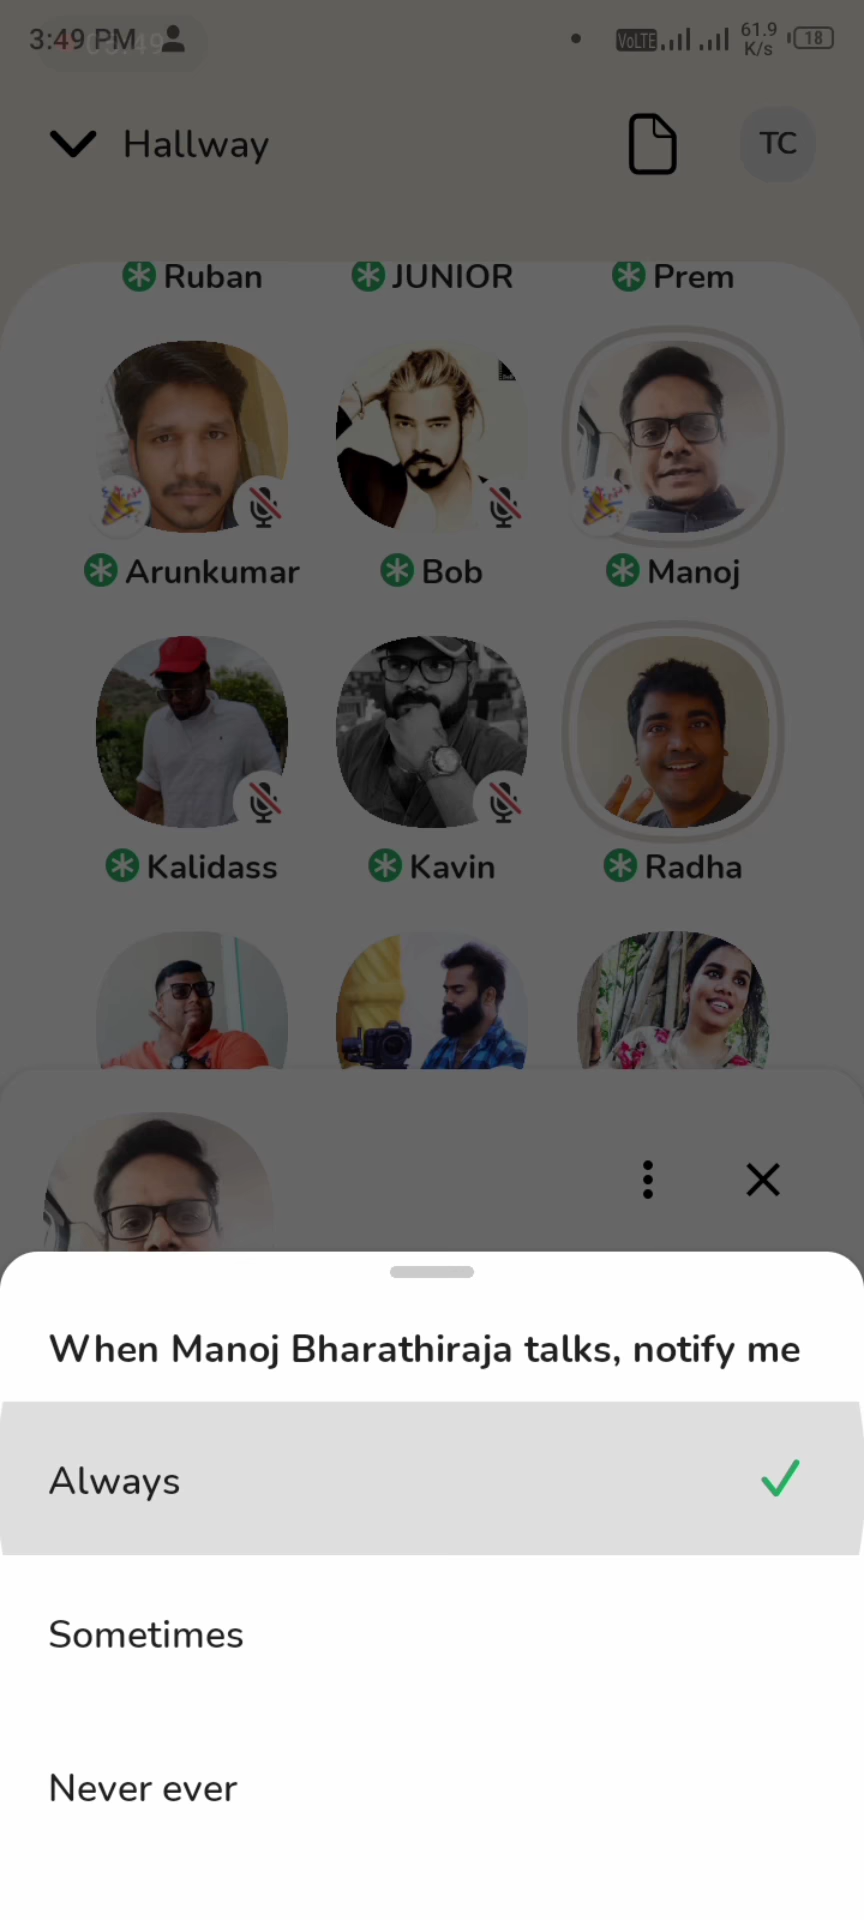 3:49 PM
VoLTE
61.9
K/s
18
Hallway
TC
Ruban
JUNIOR
Prem
Arunkumar
Bob
Manoj
Kalidass
Kavin
Radha
When Manoj Bharathiraja talks, notify me
Always
Sometimes
Never ever